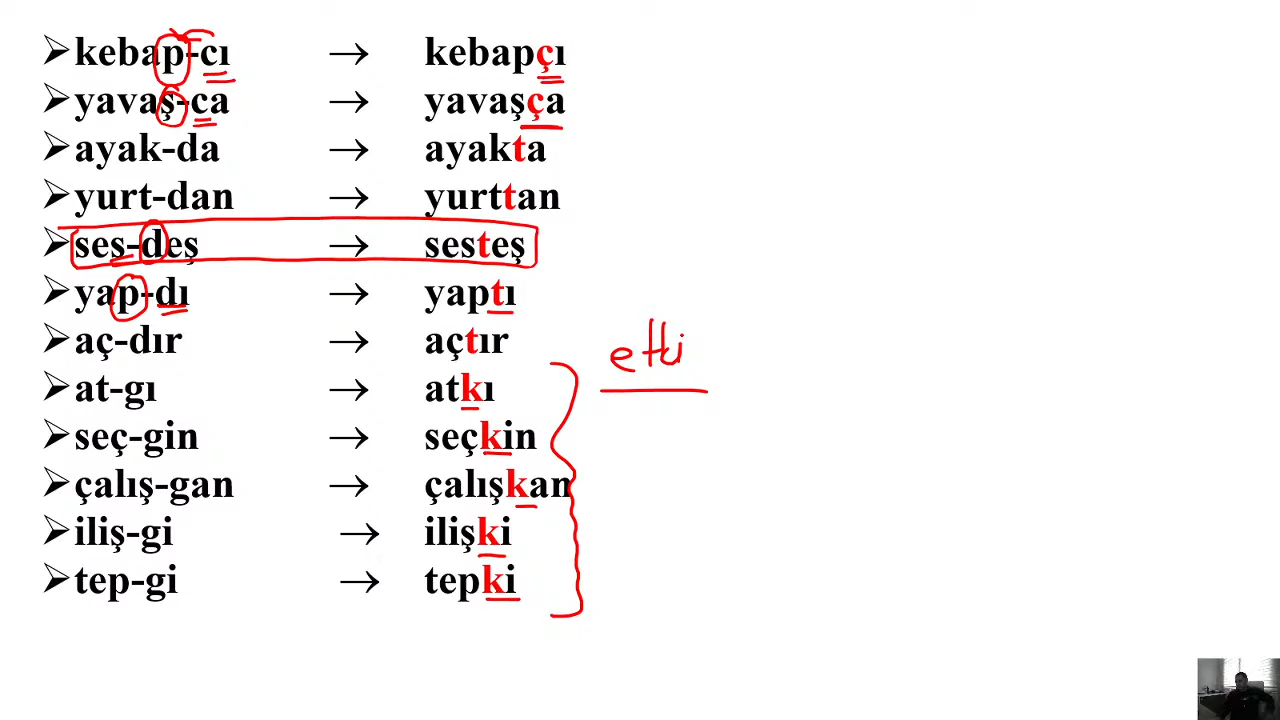 ➢kebap-cı → kebapçı
➢yavaş-ca → yavaşça
➢ayak-da → ayakta
➢yurt-dan → yurttan
➢ses-deş → sesteş
➢yap-dı → yaptı
➢aç-dır → açtır
etki
➢at-gı → atkı
➢seç-gin → seçkin
➢çalış-gan → çalışkan
➢iliş-gi → ilişki
➢tep-gi → tepki